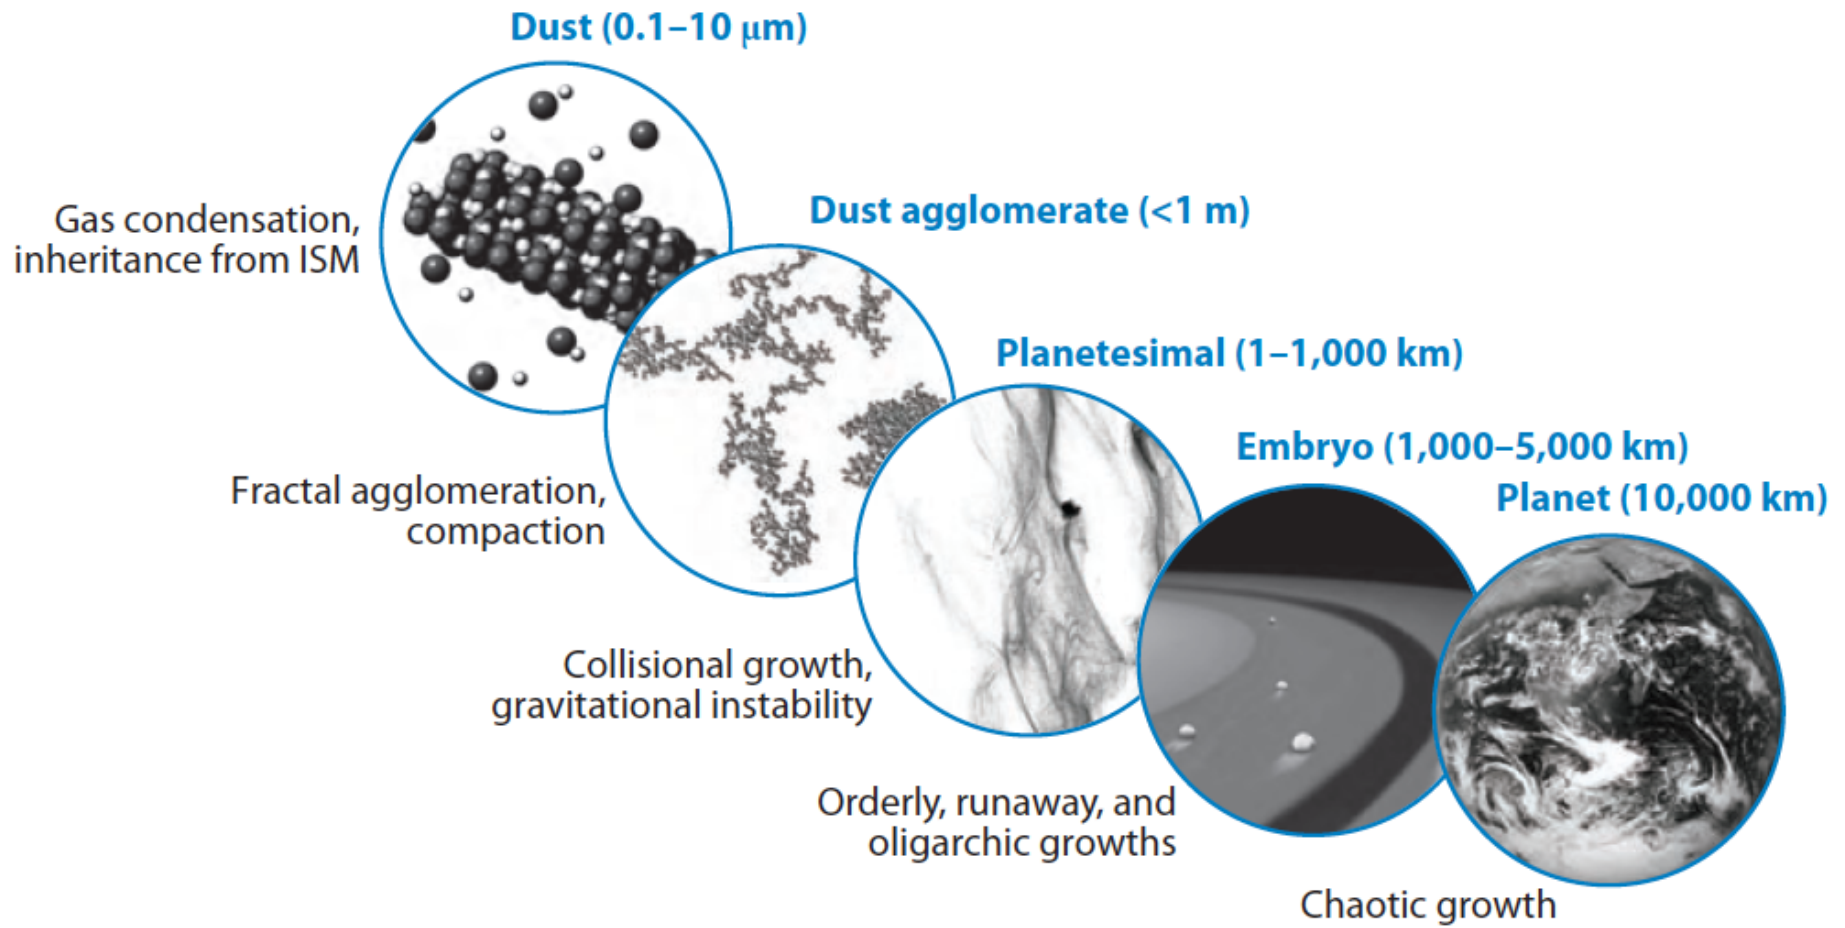 Dust (0.1–10 μm)
Gas condensation,
inheritance from ISM
Dust agglomerate (<1 m)
Fractal agglomeration,
compaction
Planetesimal (1–1,000 km)
Collisional growth,
gravitational instability
Embryo (1,000–5,000 km)
Orderly, runaway, and
oligarchic growths
Planet (10,000 km)
Chaotic growth